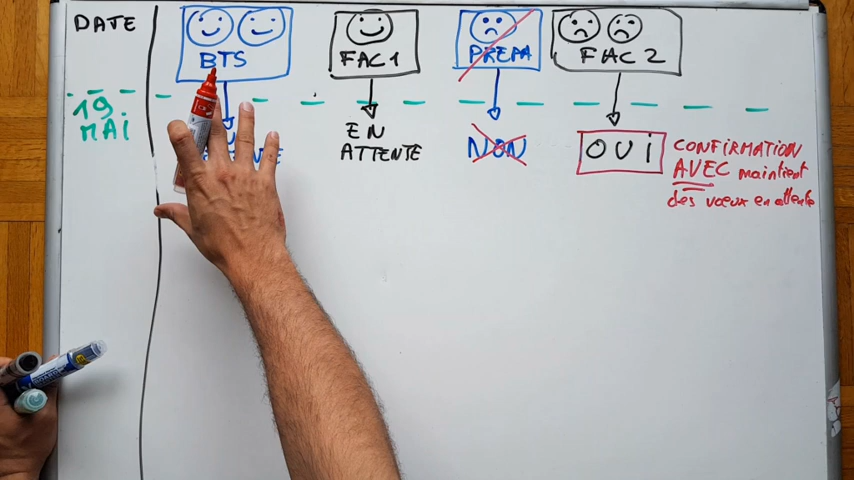 DATE
BTS
FAC 1
PREPA
FAC 2
19
MAI
EN
ATTENTE
NON
OUI
CONFIRMATION
AVEC maintient
des vœux en attente